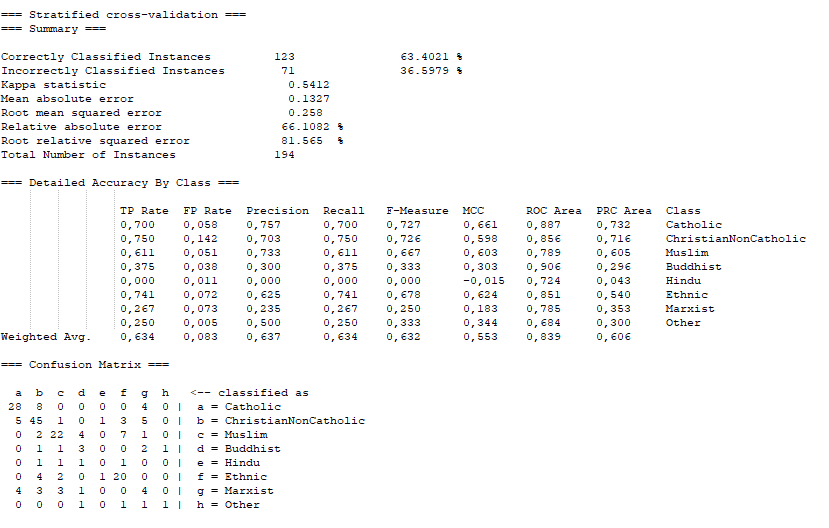 === Stratified cross-validation ===
=== Summary ===
Correctly Classified Instances 123 63.4021 %
Incorrectly Classified Instances 71 36.5979 %
Kappa statistic 0.5412
Mean absolute error 0.1327
Root mean squared error 0.258
Relative absolute error 66.1082 %
Root relative squared error 81.565 %
Total Number of Instances 194
=== Detailed Accuracy By Class ===
TP Rate FP Rate Precision Recall F-Measure MCC ROC Area PRC Area Class
0,700 0,058 0,757 0,700 0,727 0,661 0,887 0,732 Catholic
0,750 0,142 0,703 0,750 0,726 0,598 0,856 0,716 ChristianNonCatholic
0,611 0,051 0,733 0,611 0,667 0,603 0,789 0,605 Muslim
0,375 0,038 0,300 0,375 0,333 0,303 0,906 0,296 Buddhist
0,000 0,011 0,000 0,000 0,000 -0,015 0,724 0,043 Hindu
0,741 0,072 0,625 0,741 0,678 0,624 0,851 0,540 Ethnic
0,267 0,073 0,235 0,267 0,250 0,183 0,785 0,353 Marxist
0,250 0,005 0,500 0,250 0,333 0,344 0,684 0,300 Other
Weighted Avg. 0,634 0,083 0,637 0,634 0,632 0,553 0,839 0,606
=== Confusion Matrix ===
a b c d e f g h <-- classified as
28 8 0 0 0 0 4 0 | a = Catholic
5 45 1 0 1 3 5 0 | b = ChristianNonCatholic
0 2 22 4 0 7 1 0 | c = Muslim
0 1 1 3 0 0 2 1 | d = Buddhist
0 1 1 1 0 1 0 0 | e = Hindu
0 4 2 0 1 20 0 0 | f = Ethnic
4 3 3 1 0 0 4 0 | g = Marxist
0 0 0 1 0 1 1 1 | h = Other